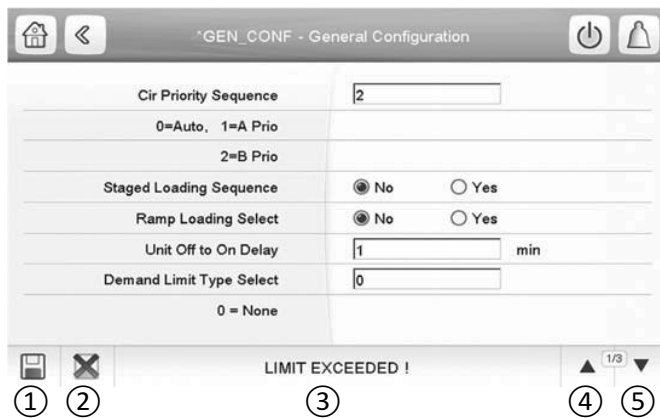 *GEN_CONF - General Configuration
Cir Priority Sequence 2
0=Auto, 1=A Prio
2=B Prio
Staged Loading Sequence No Yes
Ramp Loading Select No Yes
Unit Off to On Delay 1 min
Demand Limit Type Select 0
0 = None
LIMIT EXCEEDED ! 1/3
① ② ③ ④ ⑤